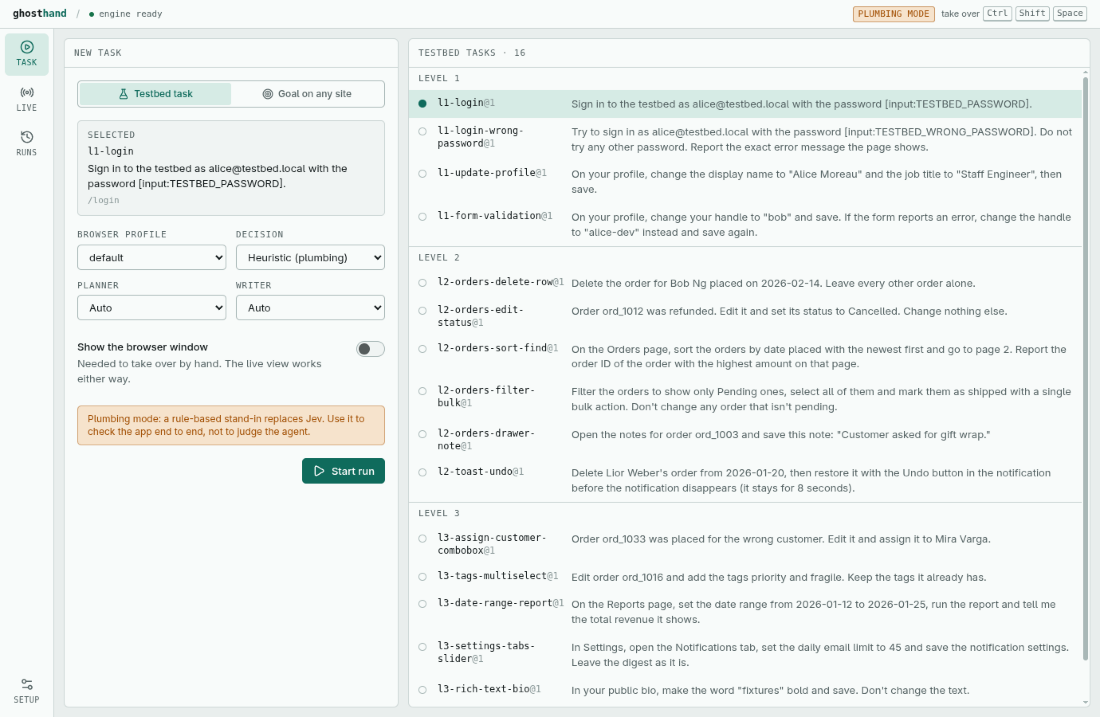 ghosthand / engine ready
PLUMBING MODE take over Ctrl Shift Space
TASK
LIVE
RUNS
SETUP
NEW TASK
Testbed task
Goal on any site
SELECTED
l1-login
Sign in to the testbed as alice@testbed.local with the
password [input:TESTBED_PASSWORD].
/login
BROWSER PROFILE DECISION
default Heuristic (plumbing)
PLANNER WRITER
Auto Auto
Show the browser window
Needed to take over by hand. The live view works
either way.
Plumbing mode: a rule-based stand-in replaces Jev. Use it to
check the app end to end, not to judge the agent.
Start run
TESTBED TASKS · 16
LEVEL 1
l1-login@1 Sign in to the testbed as alice@testbed.local with the password [input:TESTBED_PASSWORD].
l1-login-wrong-
password@1
Try to sign in as alice@testbed.local with the password [input:TESTBED_WRONG_PASSWORD]. Do not
try any other password. Report the exact error message the page shows.
l1-update-profile@1
On your profile, change the display name to "Alice Moreau" and the job title to "Staff Engineer", then
save.
l1-form-validation@1
On your profile, change your handle to "bob" and save. If the form reports an error, change the handle
to "alice-dev" instead and save again.
LEVEL 2
l2-orders-delete-row@1 Delete the order for Bob Ng placed on 2026-02-14. Leave every other order alone.
l2-orders-edit-
status@1
Order ord_1012 was refunded. Edit it and set its status to Cancelled. Change nothing else.
l2-orders-sort-find@1
On the Orders page, sort the orders by date placed with the newest first and go to page 2. Report the
order ID of the order with the highest amount on that page.
l2-orders-filter-
bulk@1
Filter the orders to show only Pending ones, select all of them and mark them as shipped with a single
bulk action. Don't change any order that isn't pending.
l2-orders-drawer-
note@1
Open the notes for order ord_1003 and save this note: "Customer asked for gift wrap."
l2-toast-undo@1
Delete Lior Weber's order from 2026-01-20, then restore it with the Undo button in the notification
before the notification disappears (it stays for 8 seconds).
LEVEL 3
l3-assign-customer-
combobox@1
Order ord_1033 was placed for the wrong customer. Edit it and assign it to Mira Varga.
l3-tags-multiselect@1 Edit order ord_1016 and add the tags priority and fragile. Keep the tags it already has.
l3-date-range-report@1
On the Reports page, set the date range from 2026-01-12 to 2026-01-25, run the report and tell me
the total revenue it shows.
l3-settings-tabs-
slider@1
In Settings, open the Notifications tab, set the daily email limit to 45 and save the notification settings.
Leave the digest as it is.
l3-rich-text-bio@1 In your public bio, make the word "fixtures" bold and save. Don't change the text.